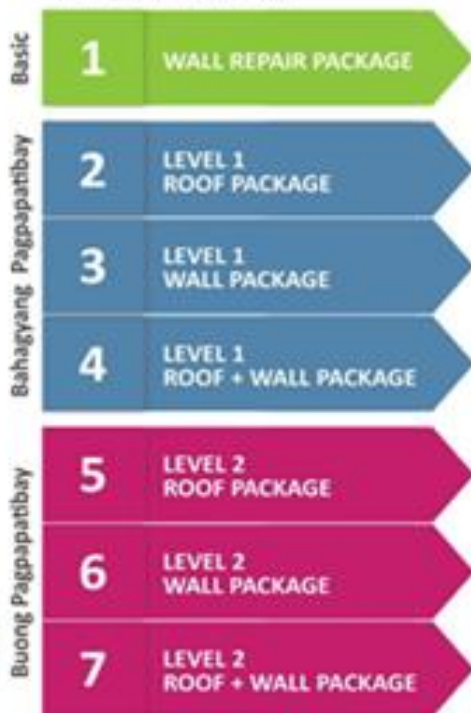 Basic
1
WALL REPAIR PACKAGE
Bahagyang Pagpapatibay
2
LEVEL 1
ROOF PACKAGE
3
LEVEL 1
WALL PACKAGE
4
LEVEL 1
ROOF + WALL PACKAGE
Buong Pagpapatibay
5
LEVEL 2
ROOF PACKAGE
6
LEVEL 2
WALL PACKAGE
7
LEVEL 2
ROOF + WALL PACKAGE